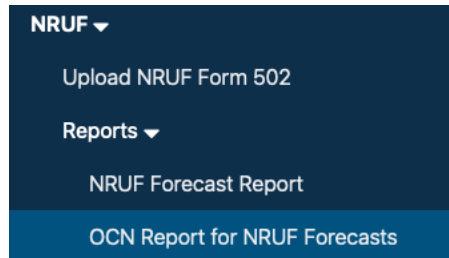 NRUF
Upload NRUF Form 502
Reports
NRUF Forecast Report
OCN Report for NRUF Forecasts